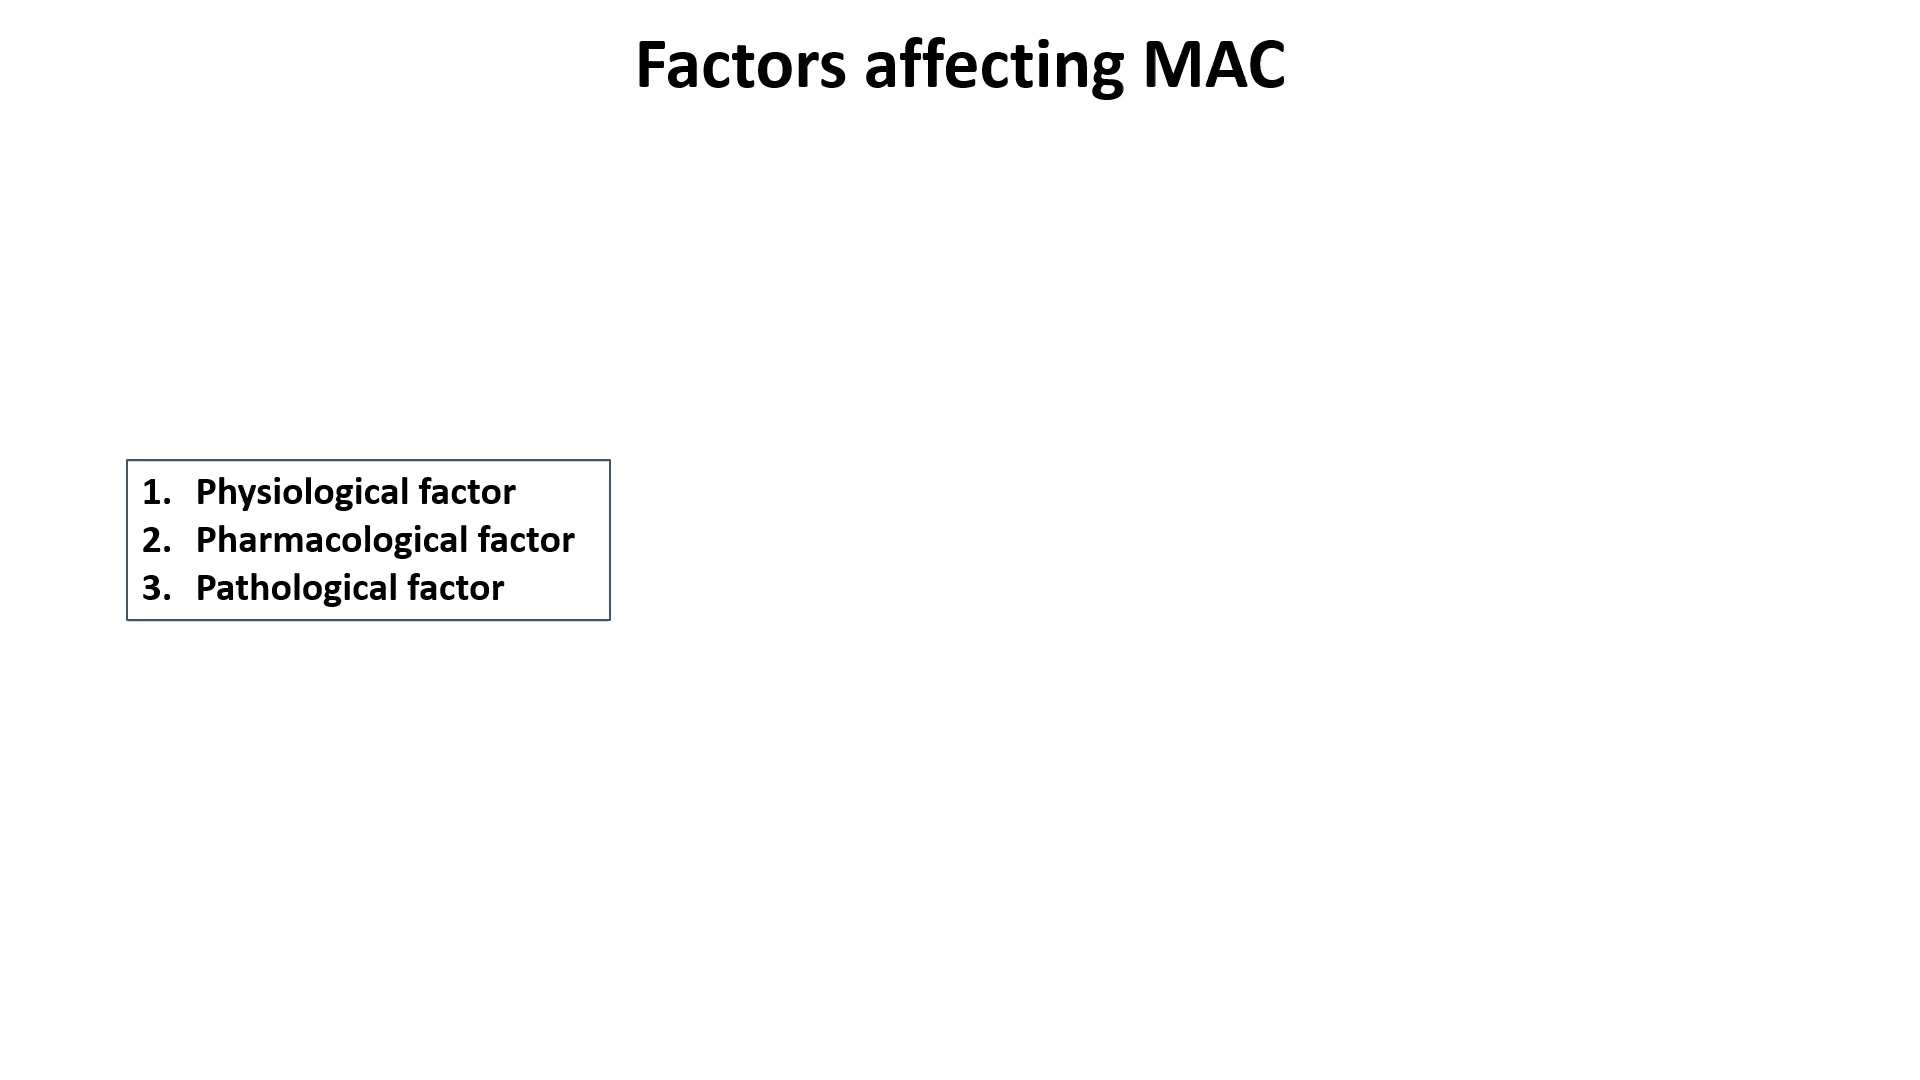 Factors affecting MAC
1. Physiological factor
2. Pharmacological factor
3. Pathological factor